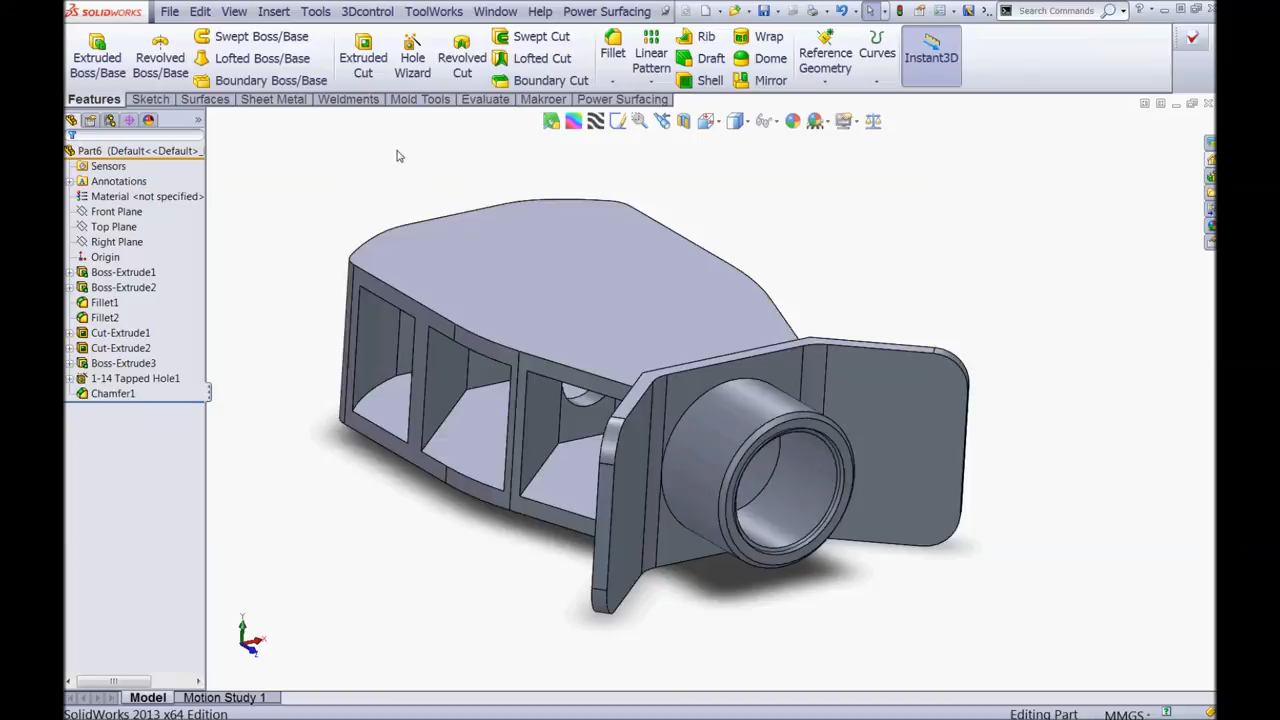 SOLIDWORKS File Edit View Insert Tools 3Dcontrol ToolWorks Window Help Power Surfacing Search Commands
Extruded Boss/Base
Revolved Boss/Base
Swept Boss/Base
Lofted Boss/Base
Boundary Boss/Base
Extruded Cut
Hole Wizard
Revolved Cut
Swept Cut
Lofted Cut
Boundary Cut
Fillet
Linear Pattern
Rib
Draft
Shell
Wrap
Dome
Mirror
Reference Geometry
Curves
Instant3D
Features Sketch Surfaces Sheet Metal Weldments Mold Tools Evaluate Makroer Power Surfacing
Part6 (Default<<Default>_
Sensors
Annotations
Material <not specified>
Front Plane
Top Plane
Right Plane
Origin
Boss-Extrude1
Boss-Extrude2
Fillet1
Fillet2
Cut-Extrude1
Cut-Extrude2
Boss-Extrude3
1-14 Tapped Hole1
Chamfer1
Y
X
Z
Model Motion Study 1
SolidWorks 2013 x64 Edition Editing Part MMGS